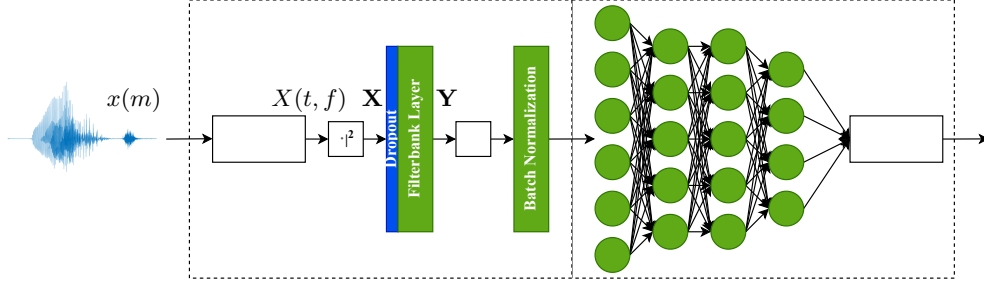 x(m)
X(t, f)
·|²
X
Dropout
Filterbank Layer
Y
Batch Normalization